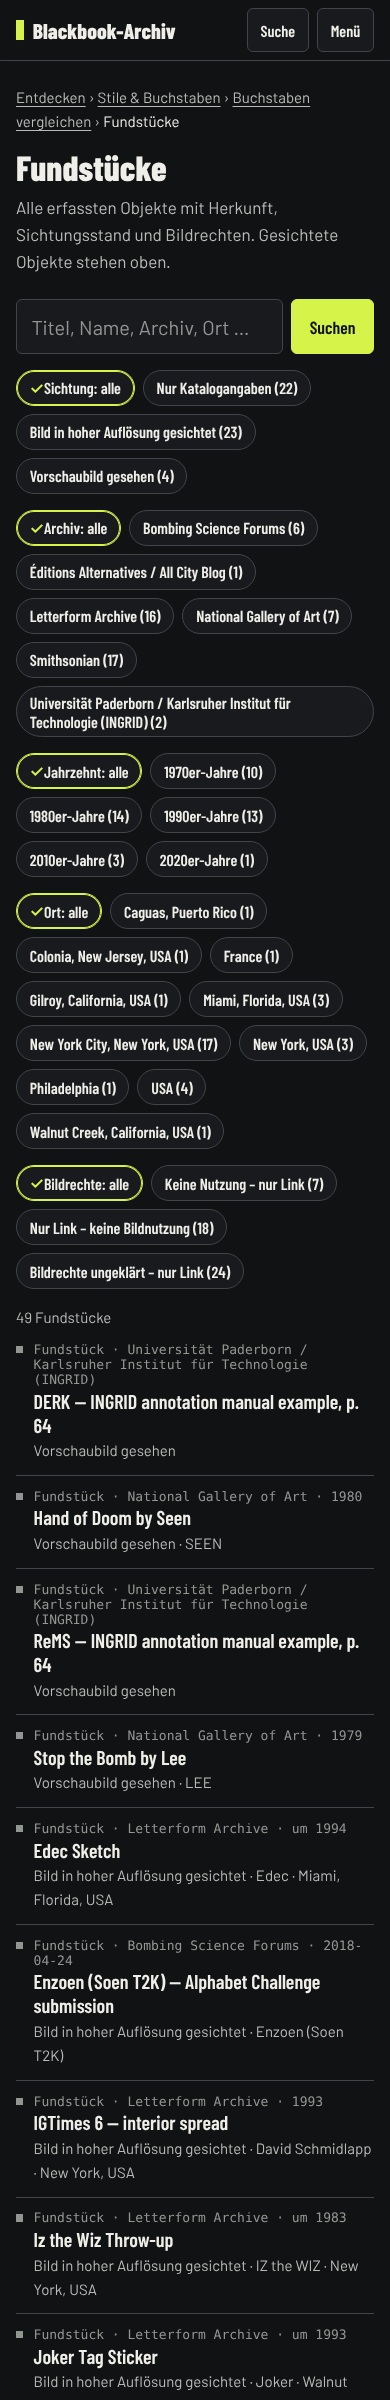 Blackbook-Archiv
Suche
Menü
Entdecken › Stile & Buchstaben › Buchstaben
vergleichen › Fundstücke
Fundstücke
Alle erfassten Objekte mit Herkunft,
Sichtungsstand und Bildrechten. Gesichtete
Objekte stehen oben.
Titel, Name, Archiv, Ort ...
Suchen
✓Sichtung: alle
Nur Katalogangaben (22)
Bild in hoher Auflösung gesichtet (23)
Vorschaubild gesehen (4)
✓Archiv: alle
Bombing Science Forums (6)
Éditions Alternatives / All City Blog (1)
Letterform Archive (16)
National Gallery of Art (7)
Smithsonian (17)
Universität Paderborn / Karlsruher Institut für
Technologie (INGRID) (2)
✓Jahrzehnt: alle
1970er-Jahre (10)
1980er-Jahre (14)
1990er-Jahre (13)
2010er-Jahre (3)
2020er-Jahre (1)
✓Ort: alle
Caguas, Puerto Rico (1)
Colonia, New Jersey, USA (1)
France (1)
Gilroy, California, USA (1)
Miami, Florida, USA (3)
New York City, New York, USA (17)
New York, USA (3)
Philadelphia (1)
USA (4)
Walnut Creek, California, USA (1)
✓Bildrechte: alle
Keine Nutzung – nur Link (7)
Nur Link – keine Bildnutzung (18)
Bildrechte ungeklärt – nur Link (24)
49 Fundstücke
Fundstück · Universität Paderborn /
Karlsruher Institut für Technologie
(INGRID)
DERK — INGRID annotation manual example, p.
64
Vorschaubild gesehen
Fundstück · National Gallery of Art · 1980
Hand of Doom by Seen
Vorschaubild gesehen · SEEN
Fundstück · Universität Paderborn /
Karlsruher Institut für Technologie
(INGRID)
ReMS — INGRID annotation manual example, p.
64
Vorschaubild gesehen
Fundstück · National Gallery of Art · 1979
Stop the Bomb by Lee
Vorschaubild gesehen · LEE
Fundstück · Letterform Archive · um 1994
Edec Sketch
Bild in hoher Auflösung gesichtet · Edec · Miami,
Florida, USA
Fundstück · Bombing Science Forums · 2018-
04-24
Enzoen (Soen T2K) — Alphabet Challenge
submission
Bild in hoher Auflösung gesichtet · Enzoen (Soen
T2K)
Fundstück · Letterform Archive · 1993
IGTimes 6 — interior spread
Bild in hoher Auflösung gesichtet · David Schmidlapp
· New York, USA
Fundstück · Letterform Archive · um 1983
Iz the Wiz Throw-up
Bild in hoher Auflösung gesichtet · IZ the WIZ · New
York, USA
Fundstück · Letterform Archive · um 1993
Joker Tag Sticker
Bild in hoher Auflösung gesichtet · Joker · Walnut